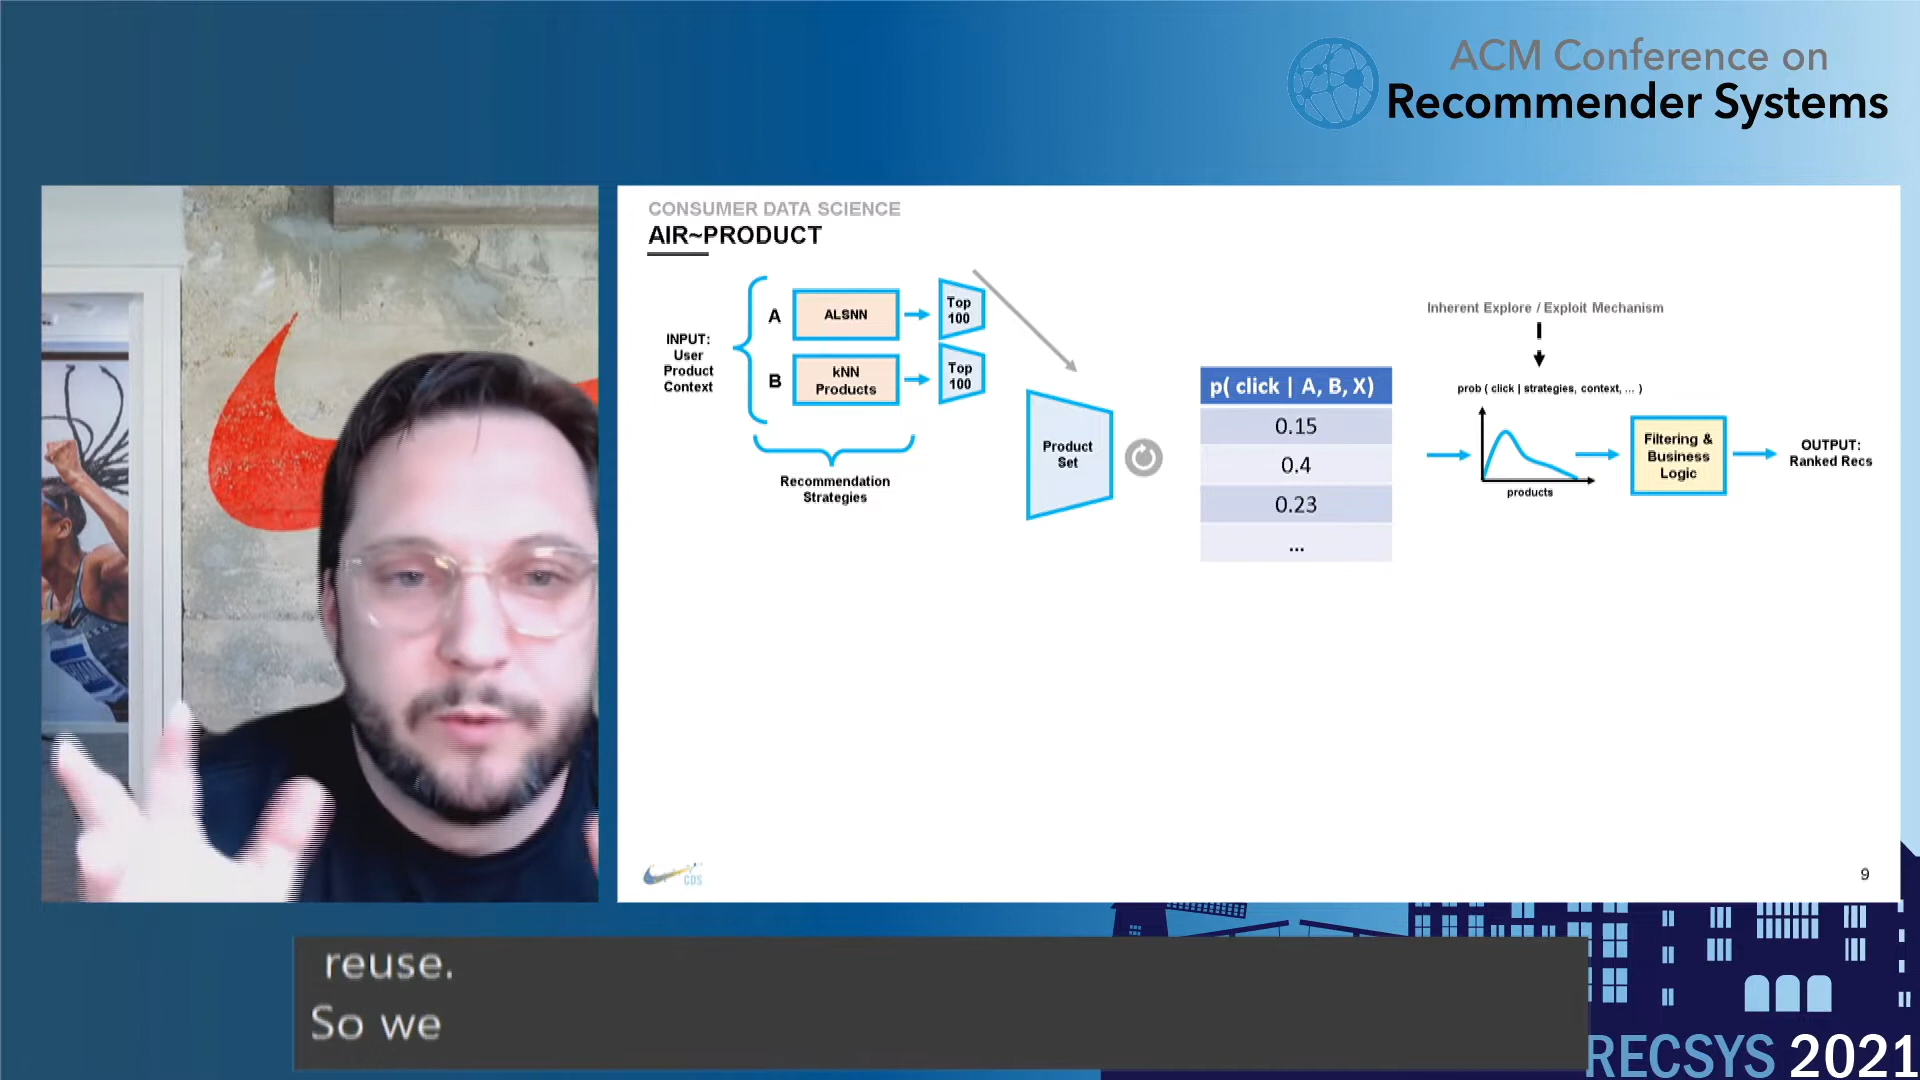 ACM Conference on
Recommender Systems
CONSUMER DATA SCIENCE
AIR~PRODUCT
INPUT:
User
Product
Context
A
ALSNN
Top
100
B
kNN
Products
Top
100
Recommendation
Strategies
Product
Set
p( click | A, B, X)
0.15
0.4
0.23
...
Inherent Explore / Exploit Mechanism
prob ( click | strategies, context, ... )
products
Filtering &
Business
Logic
OUTPUT:
Ranked Recs
CDS
9
reuse.
So we
RECSYS 2021